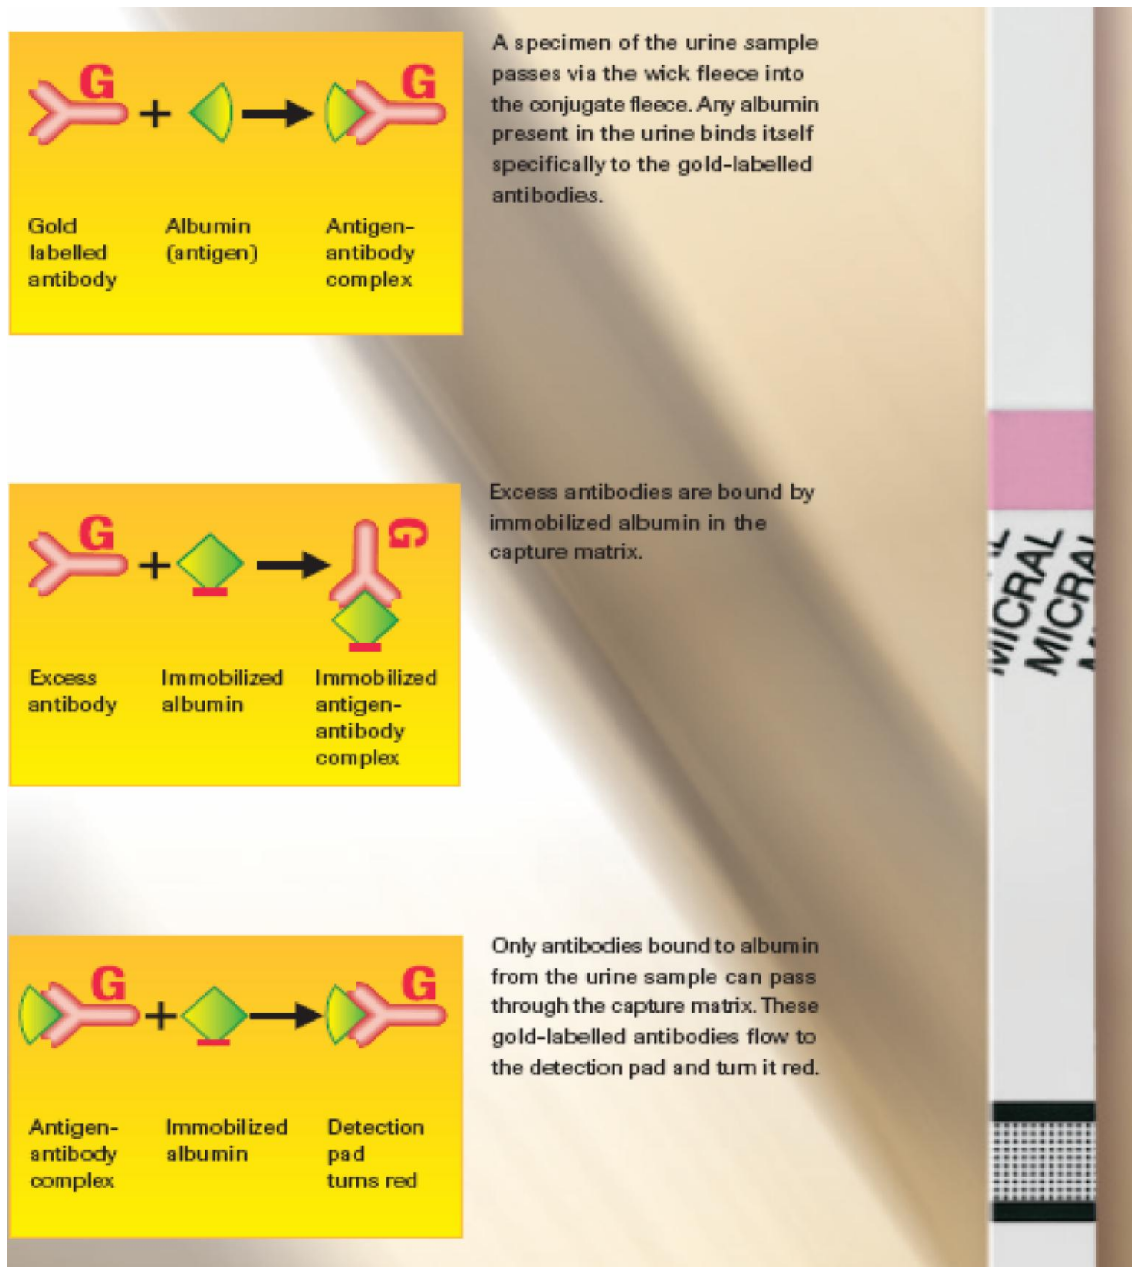 G
Gold
labelled
antibody
Albumin
(antigen)
G
Antigen-
antibody
complex
A specimen of the urine sample
passes via the wick fleece into
the conjugate fleece. Any albumin
present in the urine binds itself
specifically to the gold-labelled
antibodies.
G
Excess
antibody
Immobilized
albumin
G
Immobilized
antigen-
antibody
complex
Excess antibodies are bound by
immobilized albumin in the
capture matrix.
MICRAL
MICRAL
G
Antigen-
antibody
complex
Immobilized
albumin
G
Detection
pad
turns red
Only antibodies bound to albumin
from the urine sample can pass
through the capture matrix. These
gold-labelled antibodies flow to
the detection pad and turn it red.